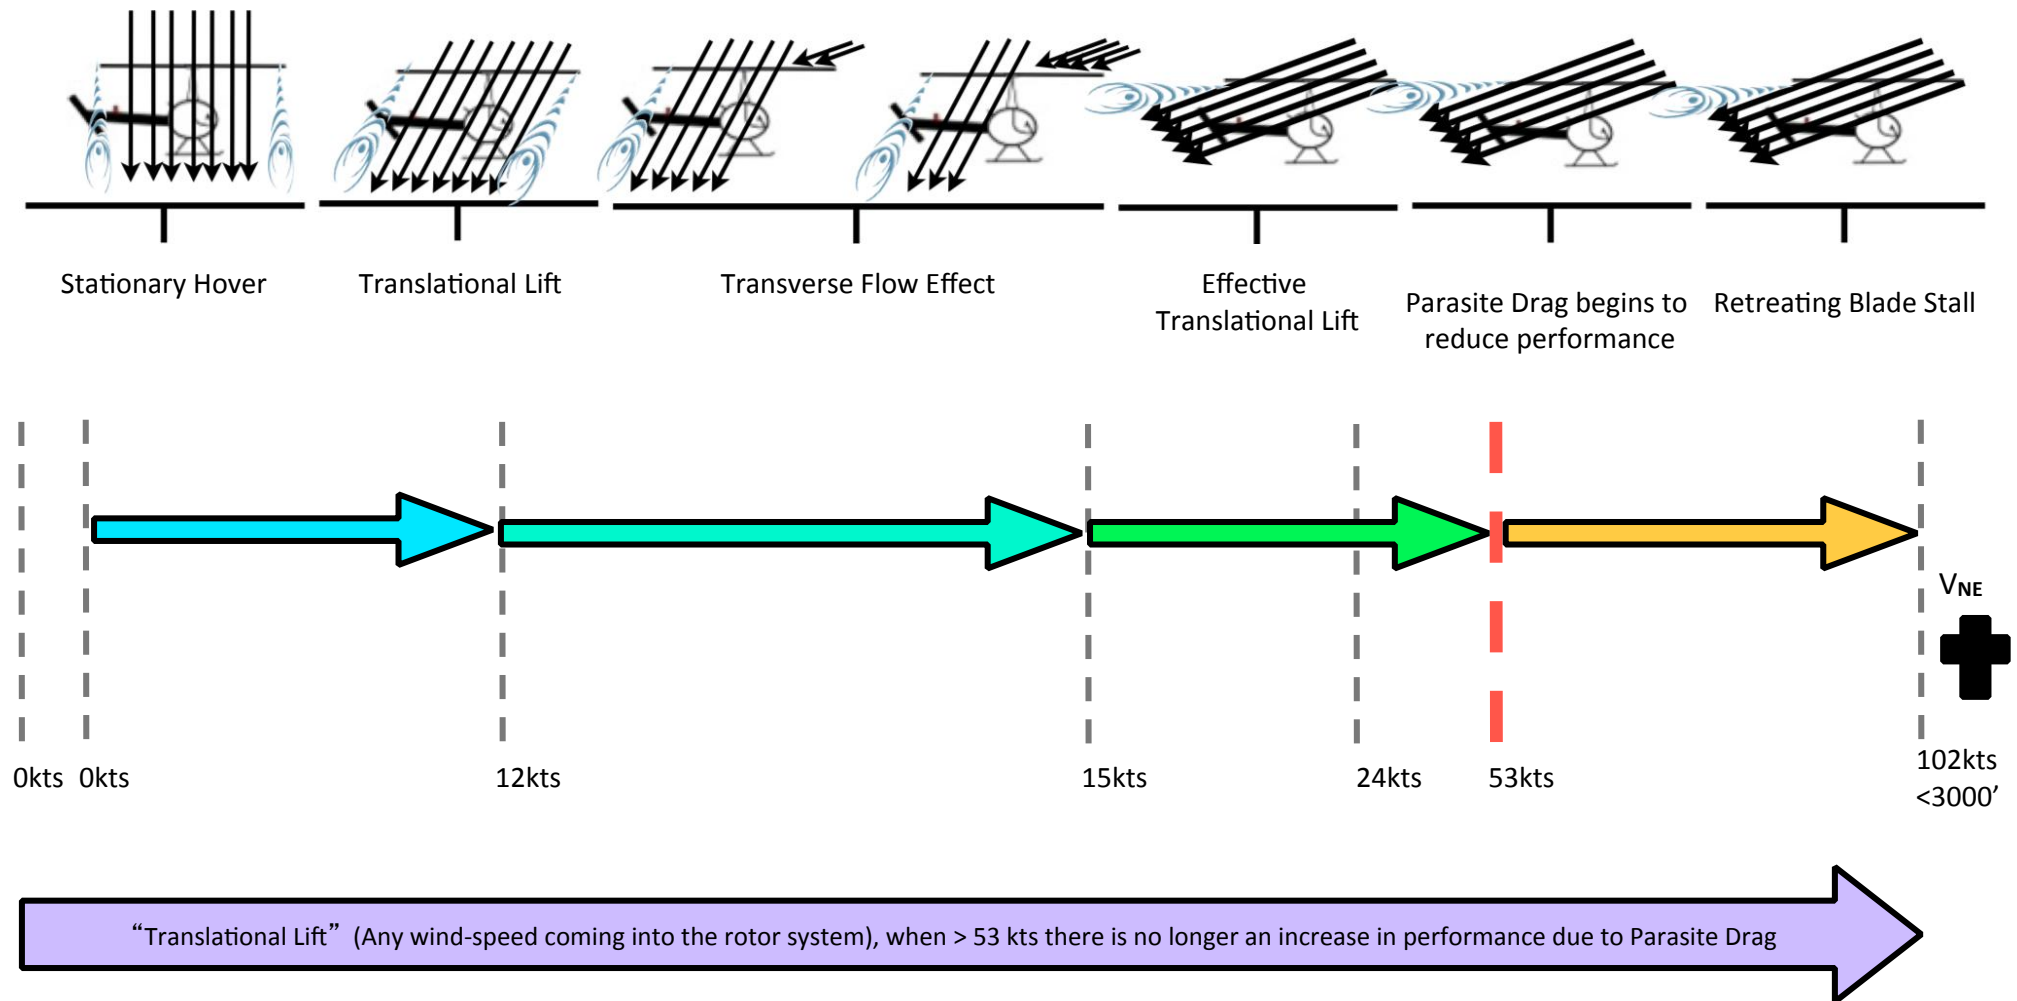 Stationary Hover
Translational Lift
Transverse Flow Effect
Effective
Translational Lift
Parasite Drag begins to
reduce performance
Retreating Blade Stall
VNE
0kts
0kts
12kts
15kts
24kts
53kts
102kts
<3000’
“Translational Lift” (Any wind-speed coming into the rotor system), when > 53 kts there is no longer an increase in performance due to Parasite Drag